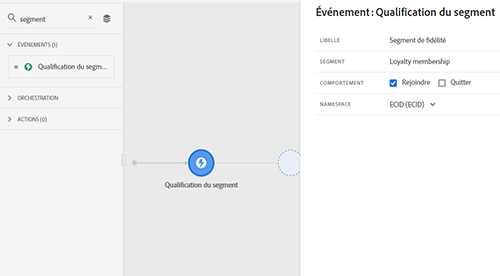 segment
ÉVÉNEMENTS (1)
Qualification du segm...
ORCHESTRATION
ACTIONS (0)
Qualification du segment
Événement : Qualification du segment
LIBELLÉ Segment de fidélité
SEGMENT Loyalty membership
COMPORTEMENT Rejoindre Quitter
NAMESPACE ECID (ECID)